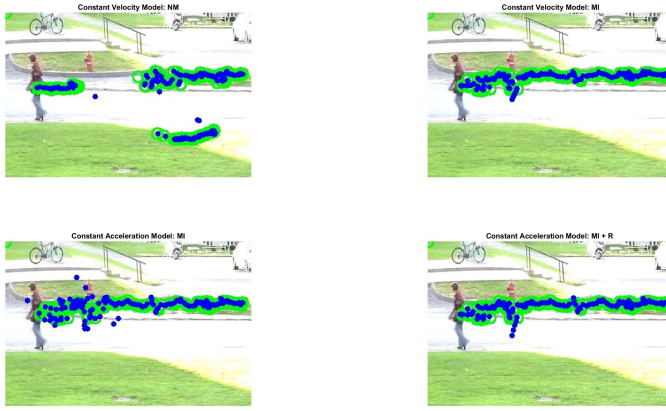 Constant Velocity Model: NM
Constant Velocity Model: MI
Constant Acceleration Model: MI
Constant Acceleration Model: MI + R